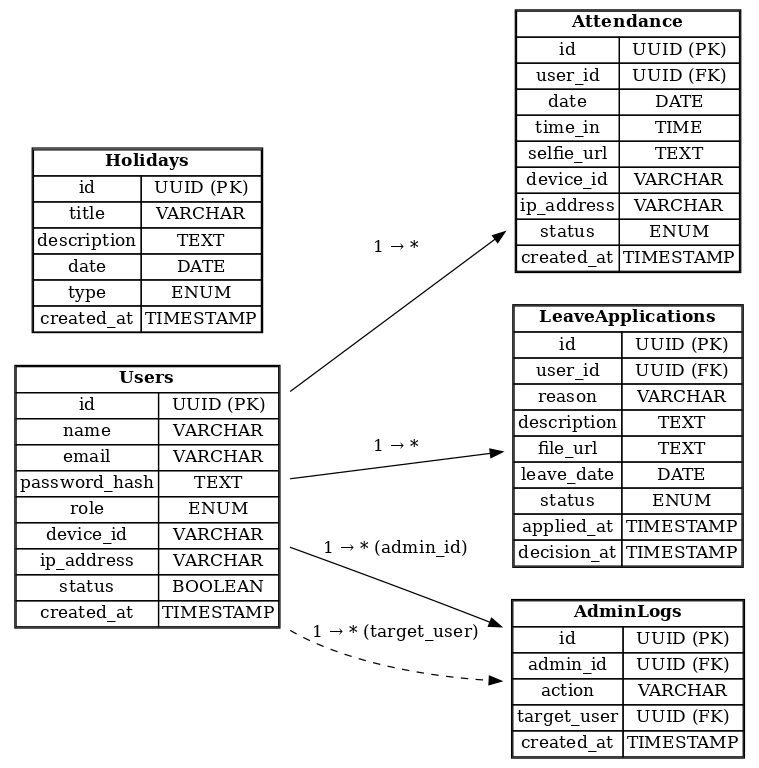 Holidays
id UUID (PK)
title VARCHAR
description TEXT
date DATE
type ENUM
created_at TIMESTAMP
Users
id UUID (PK)
name VARCHAR
email VARCHAR
password_hash TEXT
role ENUM
device_id VARCHAR
ip_address VARCHAR
status BOOLEAN
created_at TIMESTAMP
1 → *
1 → *
1 → * (admin_id)
1 → * (target_user)
Attendance
id UUID (PK)
user_id UUID (FK)
date DATE
time_in TIME
selfie_url TEXT
device_id VARCHAR
ip_address VARCHAR
status ENUM
created_at TIMESTAMP
LeaveApplications
id UUID (PK)
user_id UUID (FK)
reason VARCHAR
description TEXT
file_url TEXT
leave_date DATE
status ENUM
applied_at TIMESTAMP
decision_at TIMESTAMP
AdminLogs
id UUID (PK)
admin_id UUID (FK)
action VARCHAR
target_user UUID (FK)
created_at TIMESTAMP